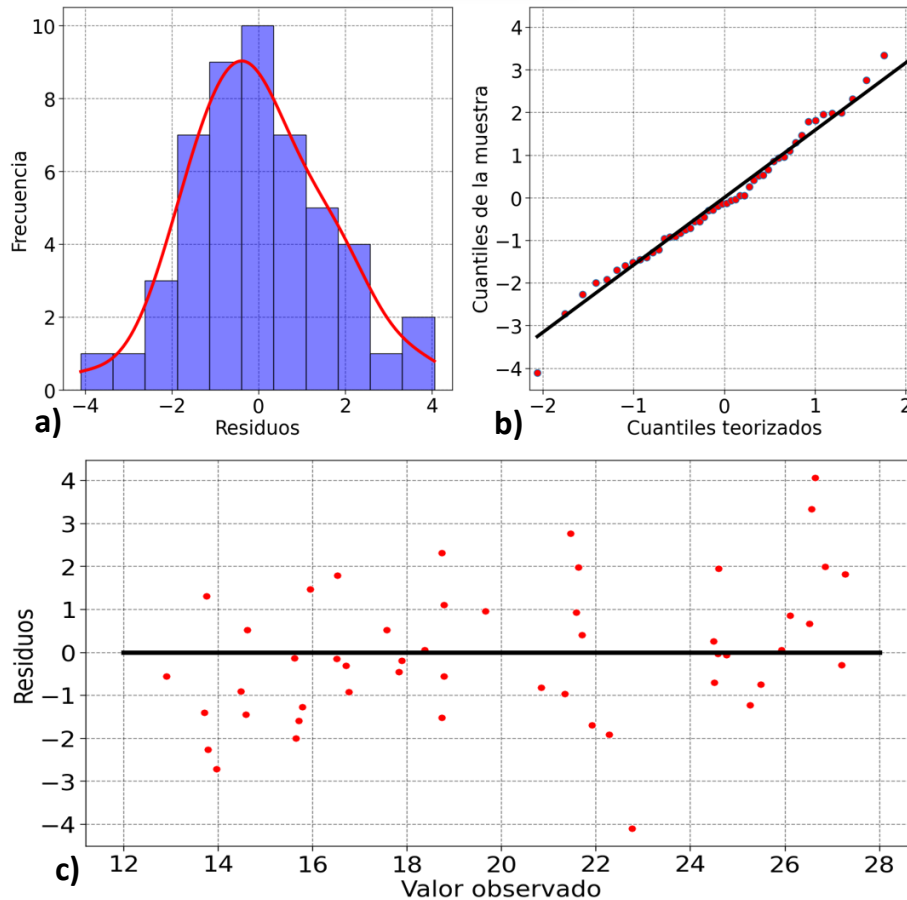 10
8
6
4
2
0
Frecuencia
−4 −2 0 2 4
a)
Residuos
4
3
2
1
0
−1
−2
−3
−4
Cuantiles de la muestra
−2 −1 0 1 2
b)
Cuantiles teorizados
4
3
2
1
0
−1
−2
−3
−4
Residuos
12 14 16 18 20 22 24 26 28
c)
Valor observado